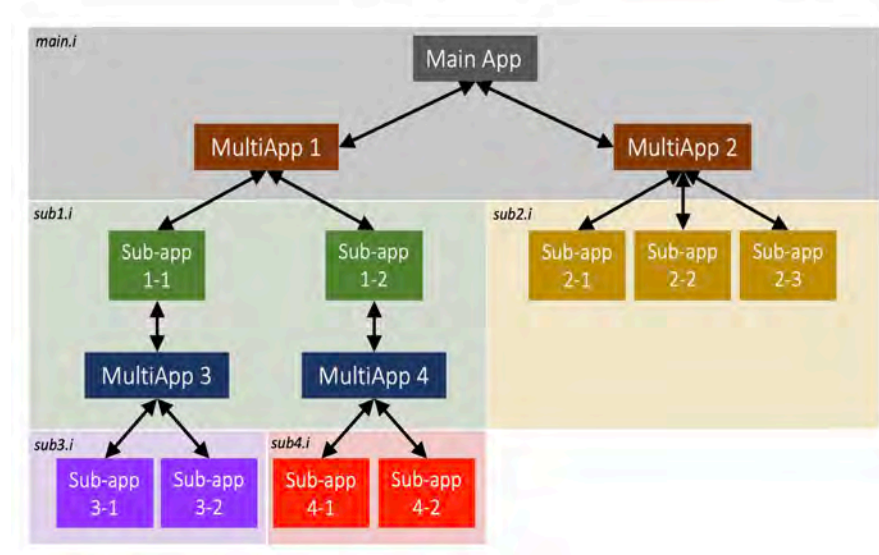 main.i
Main App
MultiApp 1
MultiApp 2
sub1.i
sub2.i
Sub-app
1-1
Sub-app
1-2
Sub-app
2-1
Sub-app
2-2
Sub-app
2-3
MultiApp 3
MultiApp 4
sub3.i
sub4.i
Sub-app
3-1
Sub-app
3-2
Sub-app
4-1
Sub-app
4-2